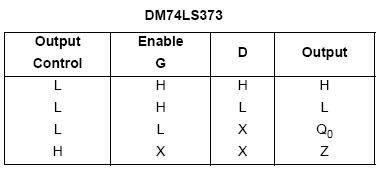 DM74LS373
Output Control Enable G D Output
L H H H
L H L L
L L X Q₀
H X X Z